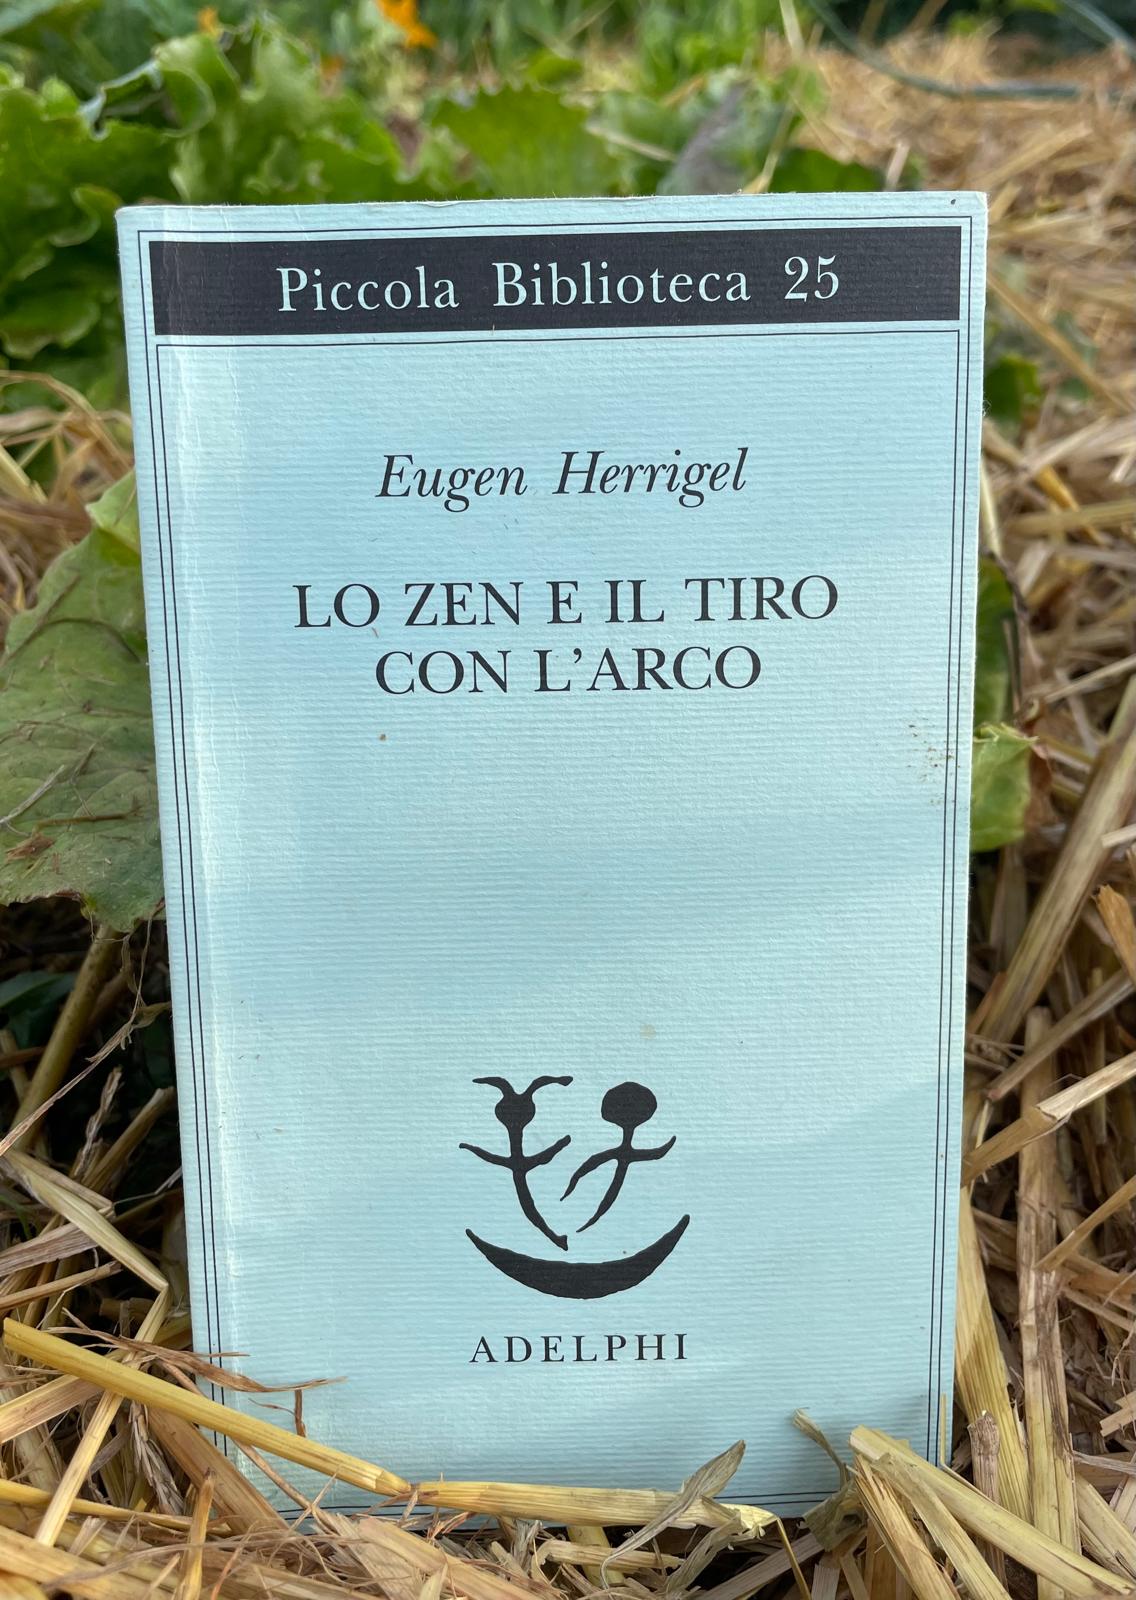 Piccola Biblioteca 25
Eugen Herrigel
LO ZEN E IL TIRO
CON L'ARCO
ADELPHI